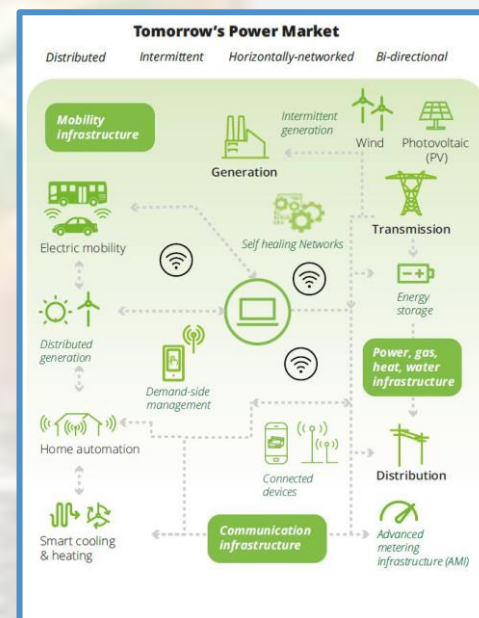 Tomorrow's Power Market
Distributed Intermittent Horizontally-networked Bi-directional
Mobility
infrastructure
Intermittent
generation
Generation
Wind
Photovoltaic
(PV)
Electric mobility
Self healing Networks
Transmission
Energy
storage
Distributed
generation
Demand-side
management
Power, gas,
heat, water
infrastructure
Home automation
Connected
devices
Distribution
Smart cooling
& heating
Communication
infrastructure
Advanced
metering
infrastructure (AMI)